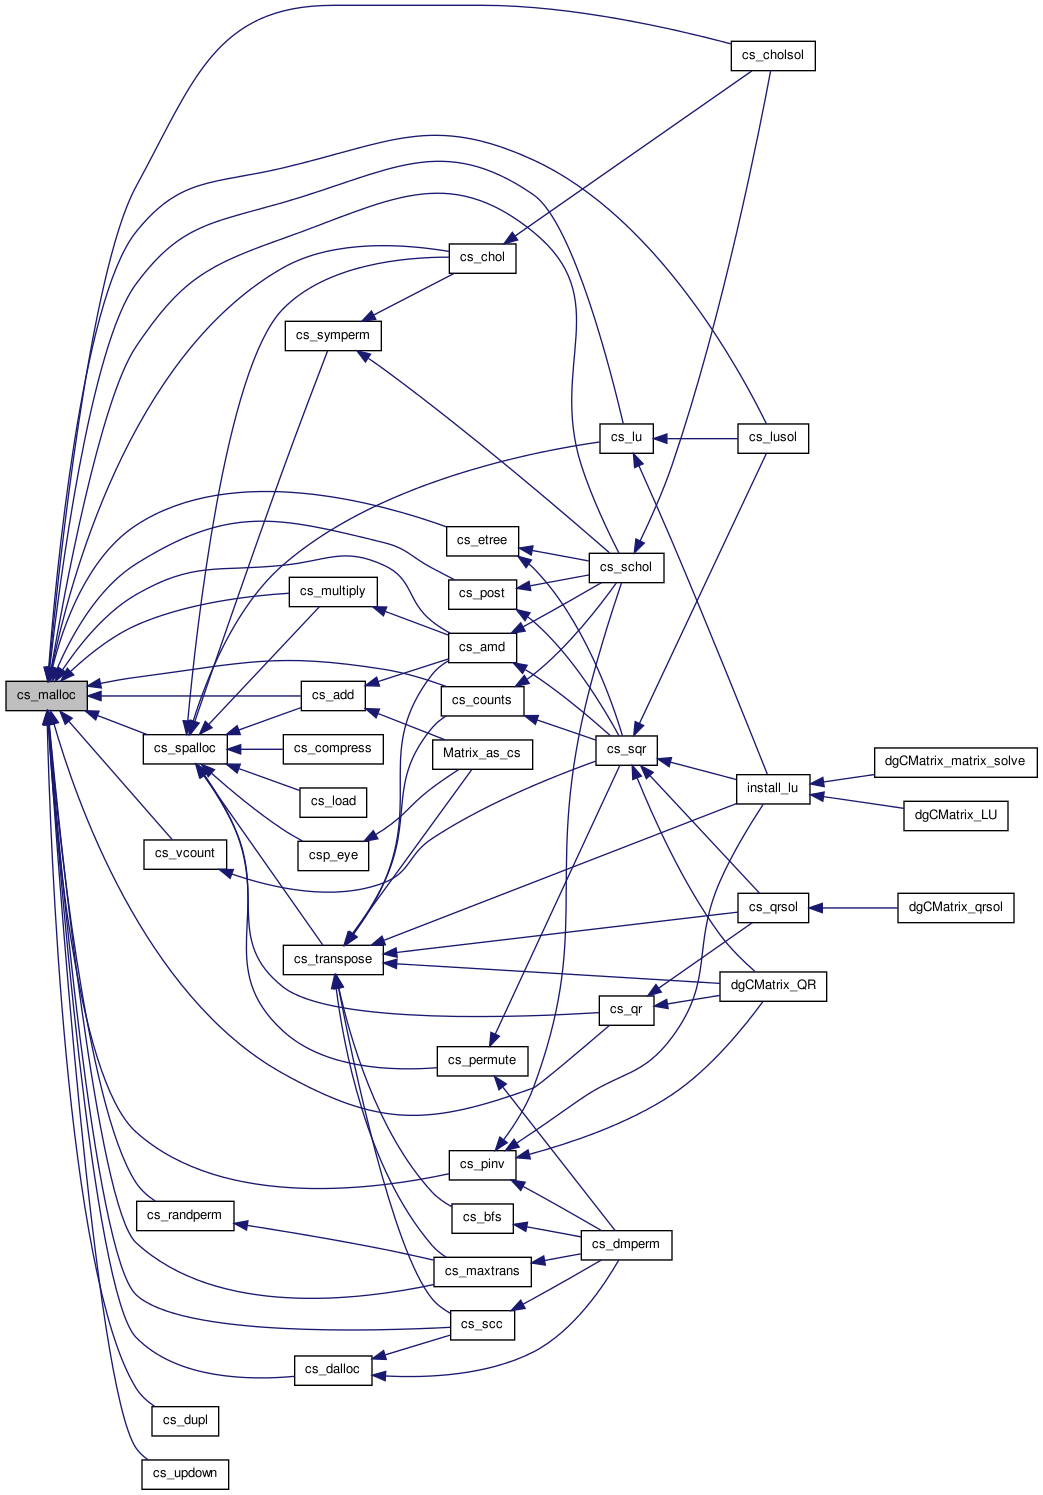 cs_cholsol
cs_chol
cs_symperm
cs_lu
cs_lusol
cs_etree
cs_schol
cs_multiply
cs_post
cs_amd
cs_malloc
cs_add
cs_counts
cs_spalloc
cs_compress
Matrix_as_cs
cs_sqr
dgCMatrix_matrix_solve
install_lu
cs_load
dgCMatrix_LU
cs_vcount
csp_eye
cs_qrsol
dgCMatrix_qrsol
cs_transpose
dgCMatrix_QR
cs_qr
cs_permute
cs_pinv
cs_randperm
cs_bfs
cs_dmperm
cs_maxtrans
cs_scc
cs_dalloc
cs_dupl
cs_updown